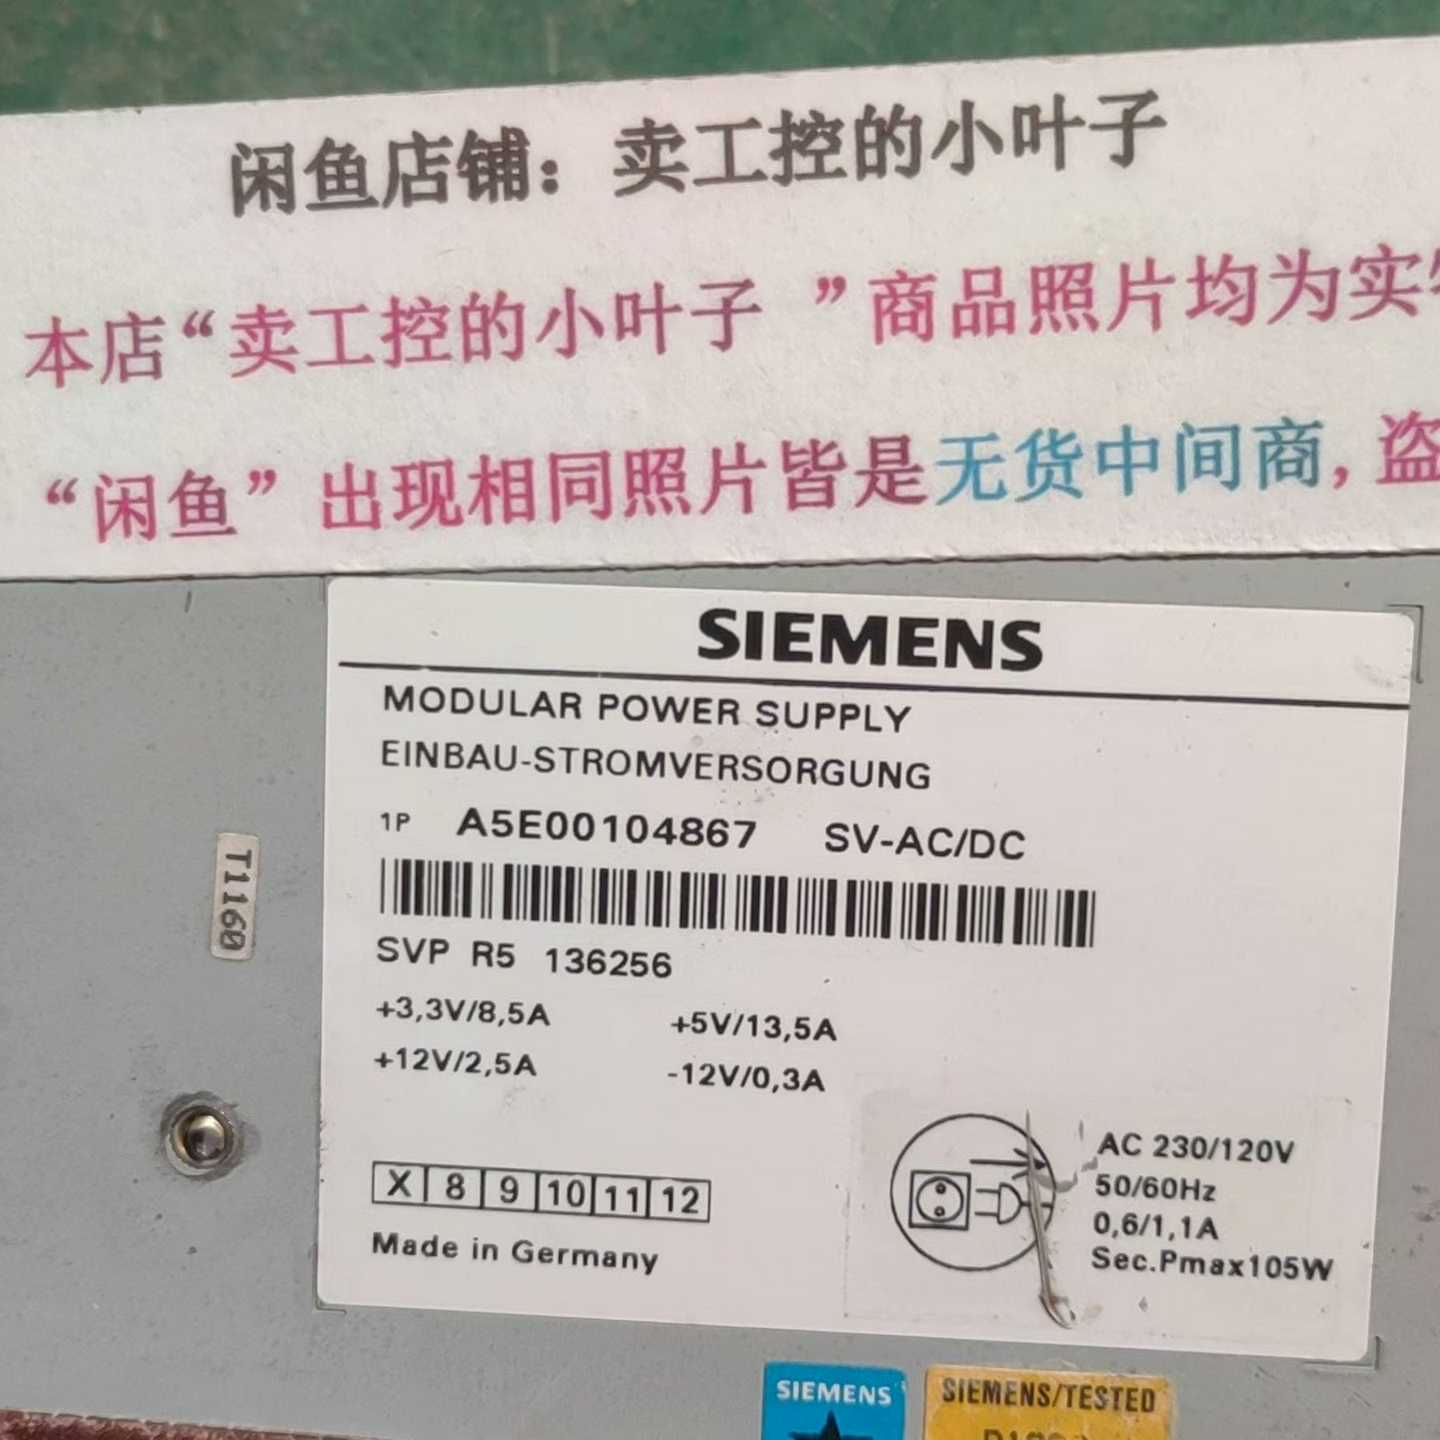 闲鱼店铺：卖工控的小叶子
本店“卖工控的小叶子 ”商品照片均为实
“闲鱼”出现相同照片皆是无货中间商，盗
SIEMENS
MODULAR POWER SUPPLY
EINBAU-STROMVERSORGUNG
1P A5E00104867 SV-AC/DC
SVP R5 136256
+3,3V/8,5A +5V/13,5A
+12V/2,5A -12V/0,3A
X 8 9 10 11 12
Made in Germany
AC 230/120V
50/60Hz
0,6/1,1A
Sec.Pmax105W
T1160
SIEMENS
SIEMENS/TESTED